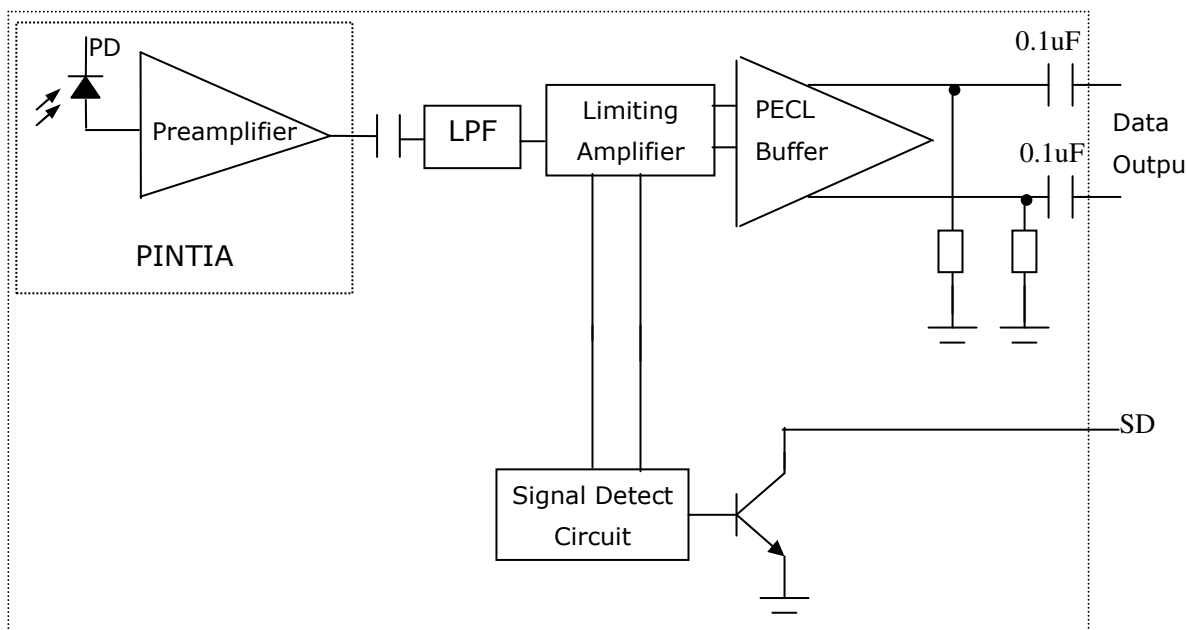 PD
Preamplifier
PINTIA
LPF
Limiting
Amplifier
PECL
Buffer
0.1uF
0.1uF
Data
Outpu
SD
Signal Detect
Circuit